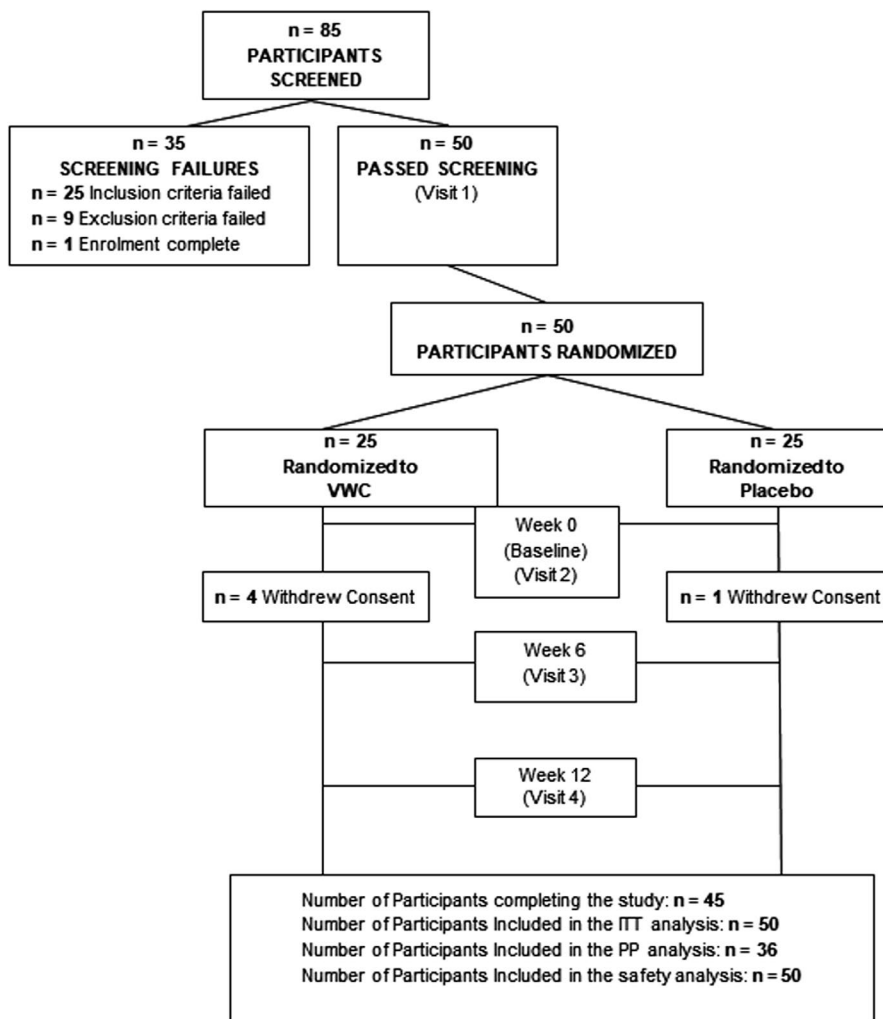 n = 85
PARTICIPANTS
SCREENED
n = 35
SCREENING FAILURES
n = 25 Inclusion criteria failed
n = 9 Exclusion criteria failed
n = 1 Enrolment complete
n = 50
PASSED SCREENING
(Visit 1)
n = 50
PARTICIPANTS RANDOMIZED
n = 25
Randomized to
VWC
n = 25
Randomized to
Placebo
Week 0
(Baseline)
(Visit 2)
n = 4 Withdrew Consent
n = 1 Withdrew Consent
Week 6
(Visit 3)
Week 12
(Visit 4)
Number of Participants completing the study: n = 45
Number of Participants Included in the ITT analysis: n = 50
Number of Participants Included in the PP analysis: n = 36
Number of Participants Included in the safety analysis: n = 50